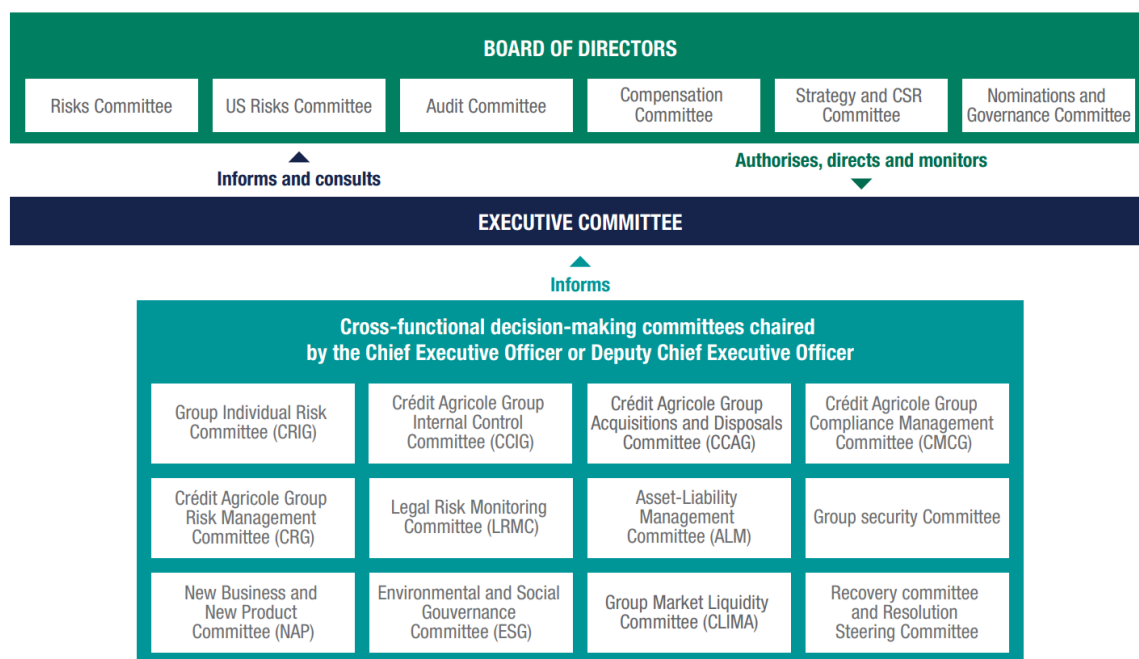 BOARD OF DIRECTORS
Risks Committee
US Risks Committee
Audit Committee
Compensation
Committee
Strategy and CSR
Committee
Nominations and
Governance Committee
Informs and consults
Authorises, directs and monitors
EXECUTIVE COMMITTEE
Informs
Cross-functional decision-making committees chaired
by the Chief Executive Officer or Deputy Chief Executive Officer
Group Individual Risk
Committee (CRIG)
Crédit Agricole Group
Internal Control
Committee (CCIG)
Crédit Agricole Group
Acquisitions and Disposals
Committee (CCAG)
Crédit Agricole Group
Compliance Management
Committee (CMCG)
Crédit Agricole Group
Risk Management
Committee (CRG)
Legal Risk Monitoring
Committee (LRMC)
Asset-Liability
Management
Committee (ALM)
Group security Committee
New Business and
New Product
Committee (NAP)
Environmental and Social
Gouvernance
Committee (ESG)
Group Market Liquidity
Committee (CLIMA)
Recovery committee
and Resolution
Steering Committee